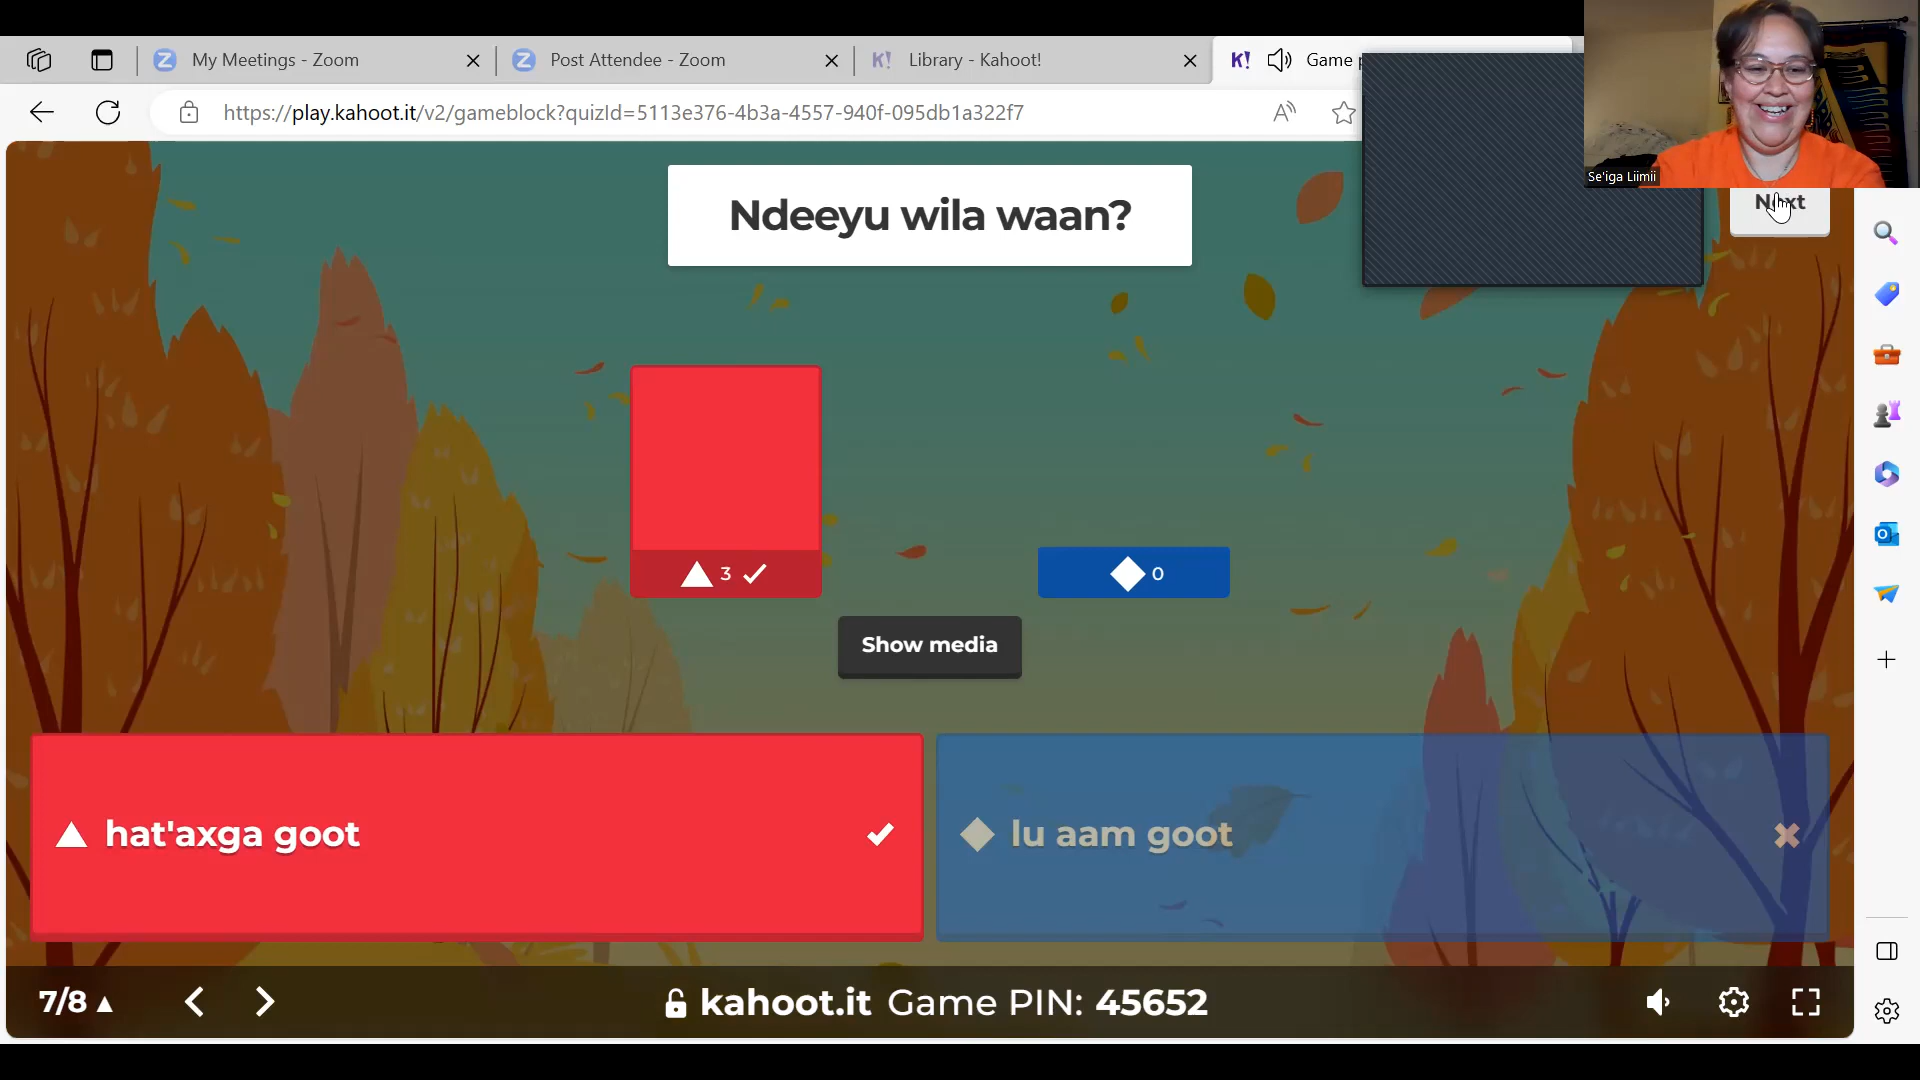 My Meetings - Zoom
Post Attendee - Zoom
Library - Kahoot!
K! Game
https://play.kahoot.it/v2/gameblock?quizId=5113e376-4b3a-4557-940f-095db1a322f7
Se'iga Liimii
Next
Ndeeyu wila waan?
3
0
Show media
hat'axga goot
lu aam goot
7/8
kahoot.it Game PIN: 45652